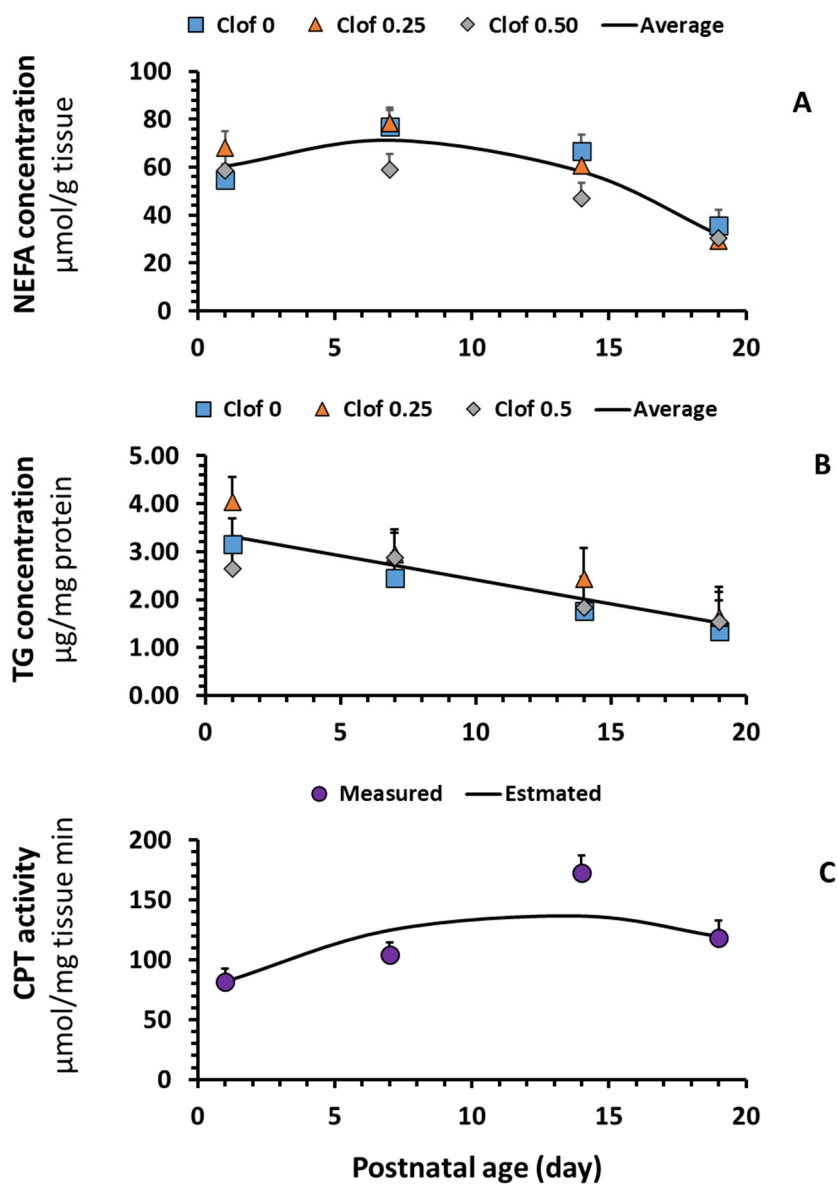 Clof 0 Clof 0.25 Clof 0.50 Average
A
NEFA concentration
µmol/g tissue
100
80
60
40
20
0
0 5 10 15 20
Clof 0 Clof 0.25 Clof 0.5 Average
B
TG concentration
µg/mg protein
5.00
4.00
3.00
2.00
1.00
0.00
0 5 10 15 20
Measured Estmated
C
CPT activity
µmol/mg tissue min
200
150
100
50
0
0 5 10 15 20
Postnatal age (day)